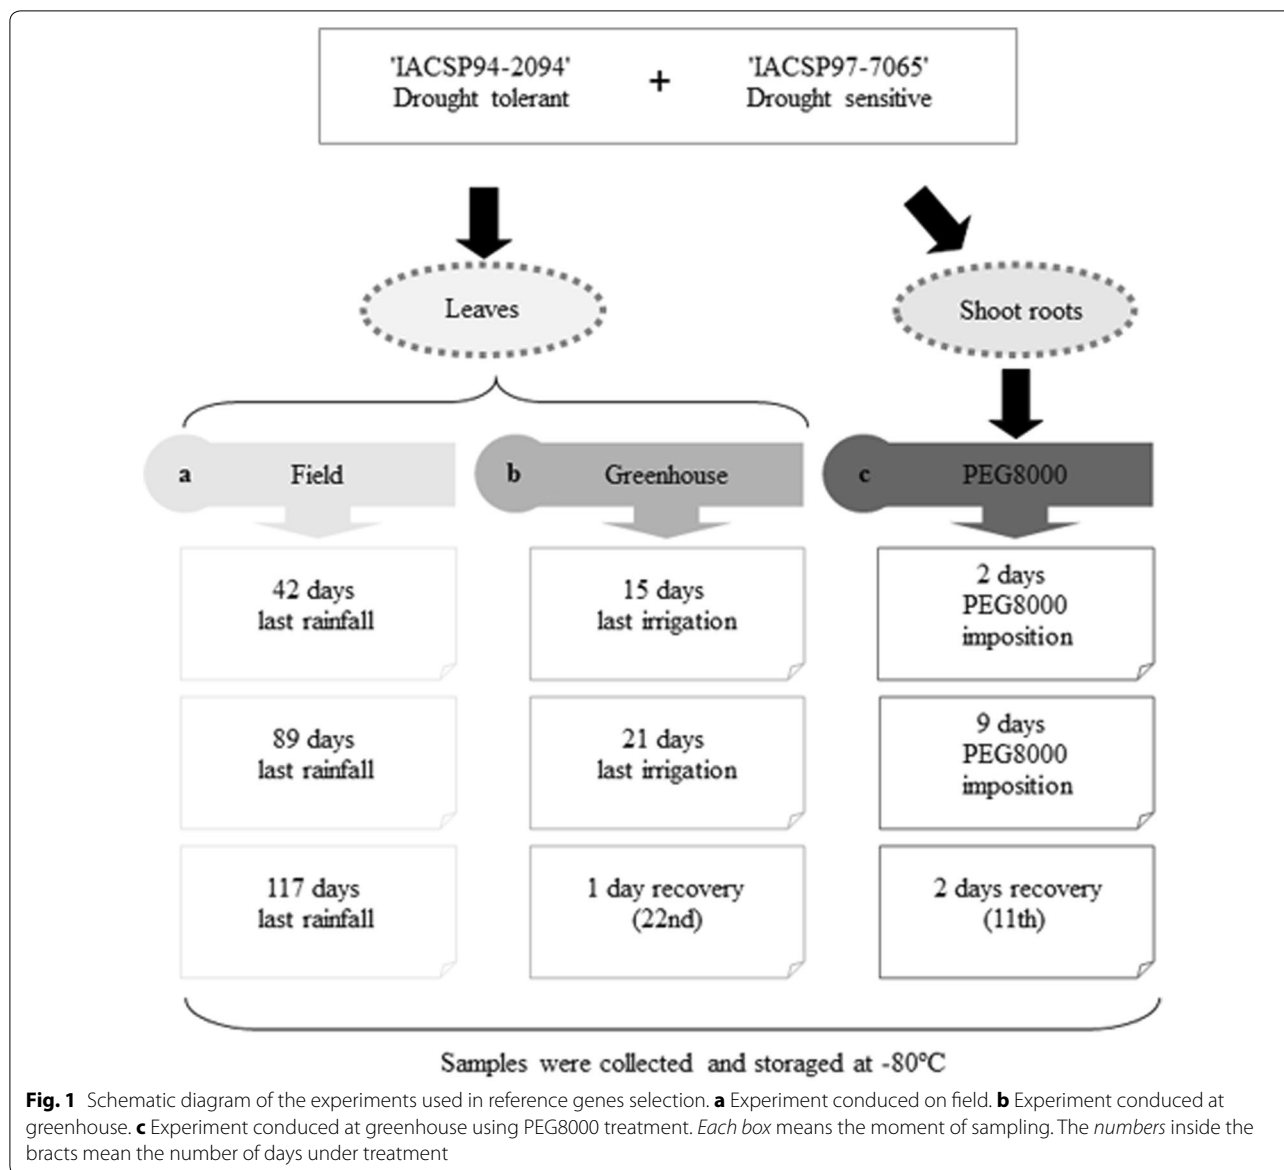 'IACSP94-2094'
Drought tolerant
+
'IACSP97-7065'
Drought sensitive
Leaves
Shoot roots
a
Field
b
Greenhouse
c
PEG8000
42 days
last rainfall
15 days
last irrigation
2 days
PEG8000
imposition
89 days
last rainfall
21 days
last irrigation
9 days
PEG8000
imposition
117 days
last rainfall
1 day recovery
(22nd)
2 days recovery
(11th)
Samples were collected and storaged at -80°C
Fig. 1 Schematic diagram of the experiments used in reference genes selection. a Experiment conduced on field. b Experiment conduced at
greenhouse. c Experiment conduced at greenhouse using PEG8000 treatment. Each box means the moment of sampling. The numbers inside the
bracts mean the number of days under treatment